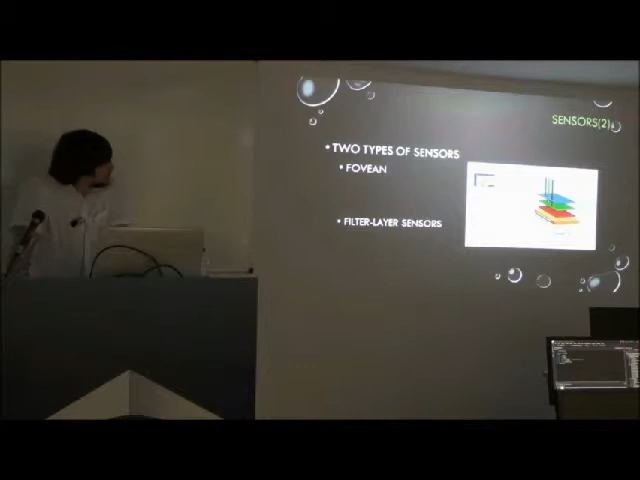 SENSORS(2)
• TWO TYPES OF SENSORS
• FOVEAN
• FILTER-LAYER SENSORS